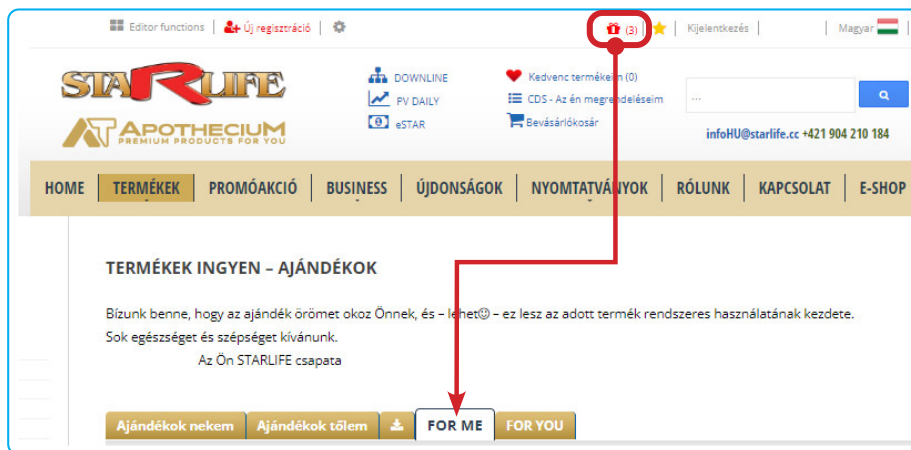 Editor functions | Új regisztráció | (3) | Kijelentkezés | | Magyar |
STARLIFE
APOTHECIUM
PREMIUM PRODUCTS FOR YOU
DOWNLINE
PV DAILY
eSTAR
Kedvenc termékeim (0)
CDS - Az én megrendeléseim
Bevásárlókosár
...
infoHU@starlife.cc +421 904 210 184
HOME | TERMÉKEK | PROMÓAKCIÓ | BUSINESS | ÚJDONSÁGOK | NYOMTATVÁNYOK | RÓLUNK | KAPCSOLAT | E-SHOP
TERMÉKEK INGYEN – AJÁNDÉKOK
Bízunk benne, hogy az ajándék örömet okoz Önnek, és – lehet☺ – ez lesz az adott termék rendszeres használatának kezdete.
Sok egészséget és szépséget kívánunk.
Az Ön STARLIFE csapata
Ajándékok nekem Ajándékok tőlem FOR ME FOR YOU